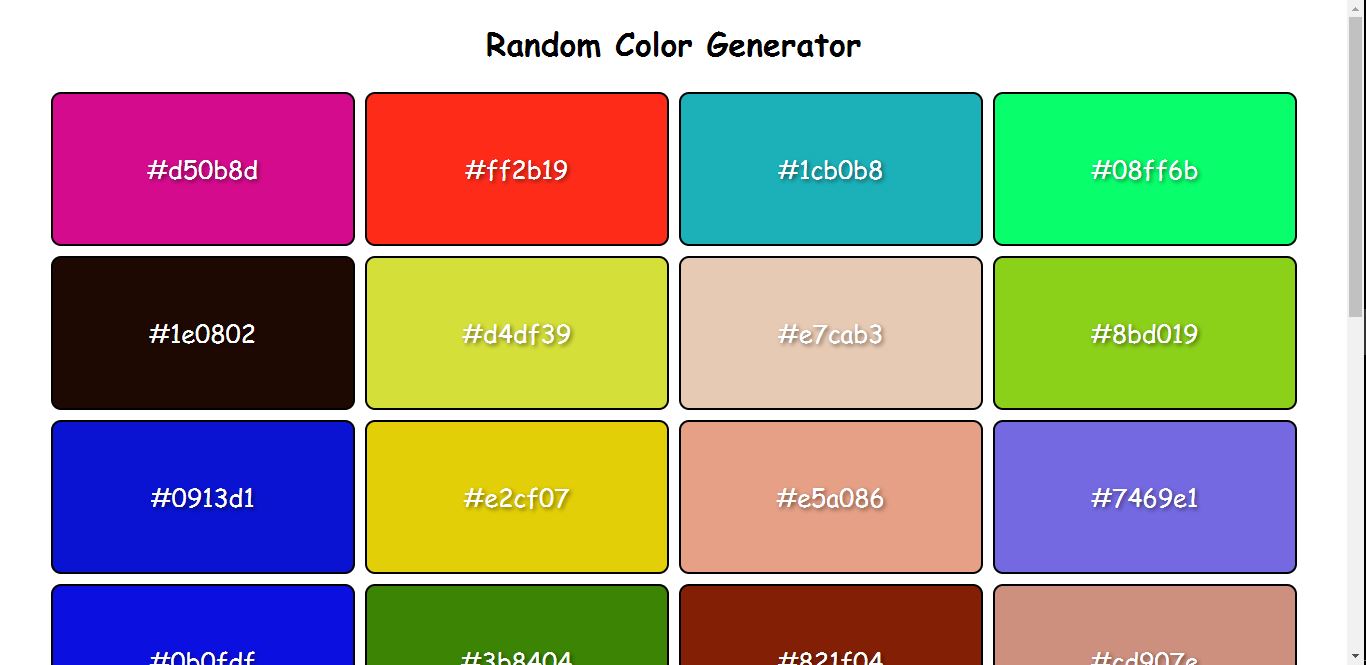 Random Color Generator
#d50b8d #ff2b19 #1cb0b8 #08ff6b
#1e0802 #d4df39 #e7cab3 #8bd019
#0913d1 #e2cf07 #e5a086 #7469e1
#0b0fdf #3b8404 #821f04 #cd907e